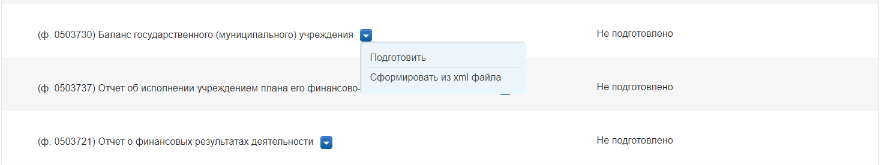 (ф. 0503730) Баланс государственного (муниципального) учреждения Не подготовлено
Подготовить
Сформировать из xml файла
(ф. 0503737) Отчет об исполнении учреждением плана его финансово- Не подготовлено
(ф. 0503721) Отчет о финансовых результатах деятельности Не подготовлено